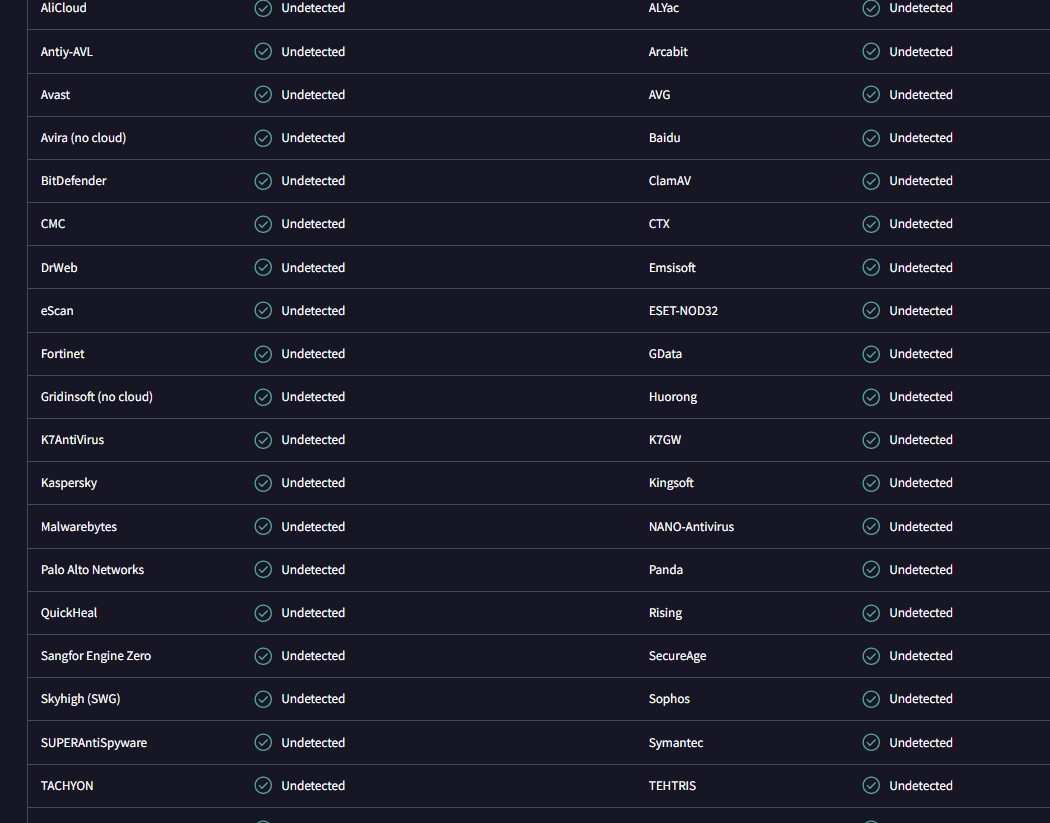 AliCloud Undetected ALYac Undetected
Antiy-AVL Undetected Arcabit Undetected
Avast Undetected AVG Undetected
Avira (no cloud) Undetected Baidu Undetected
BitDefender Undetected ClamAV Undetected
CMC Undetected CTX Undetected
DrWeb Undetected Emsisoft Undetected
eScan Undetected ESET-NOD32 Undetected
Fortinet Undetected GData Undetected
Gridinsoft (no cloud) Undetected Huorong Undetected
K7AntiVirus Undetected K7GW Undetected
Kaspersky Undetected Kingsoft Undetected
Malwarebytes Undetected NANO-Antivirus Undetected
Palo Alto Networks Undetected Panda Undetected
QuickHeal Undetected Rising Undetected
Sangfor Engine Zero Undetected SecureAge Undetected
Skyhigh (SWG) Undetected Sophos Undetected
SUPERAntiSpyware Undetected Symantec Undetected
TACHYON Undetected TEHTRIS Undetected